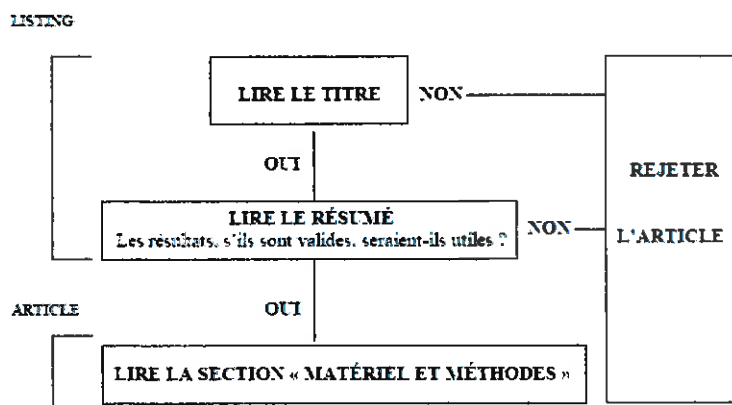 LISTING
LIRE LE TITRE
NON
OUI
REJETER
L'ARTICLE
LIRE LE RÉSUMÉ
Les résultats, s'ils sont valides, seraient-ils utiles ?
NON
ARTICLE
OUI
LIRE LA SECTION « MATÉRIEL ET MÉTHODES »